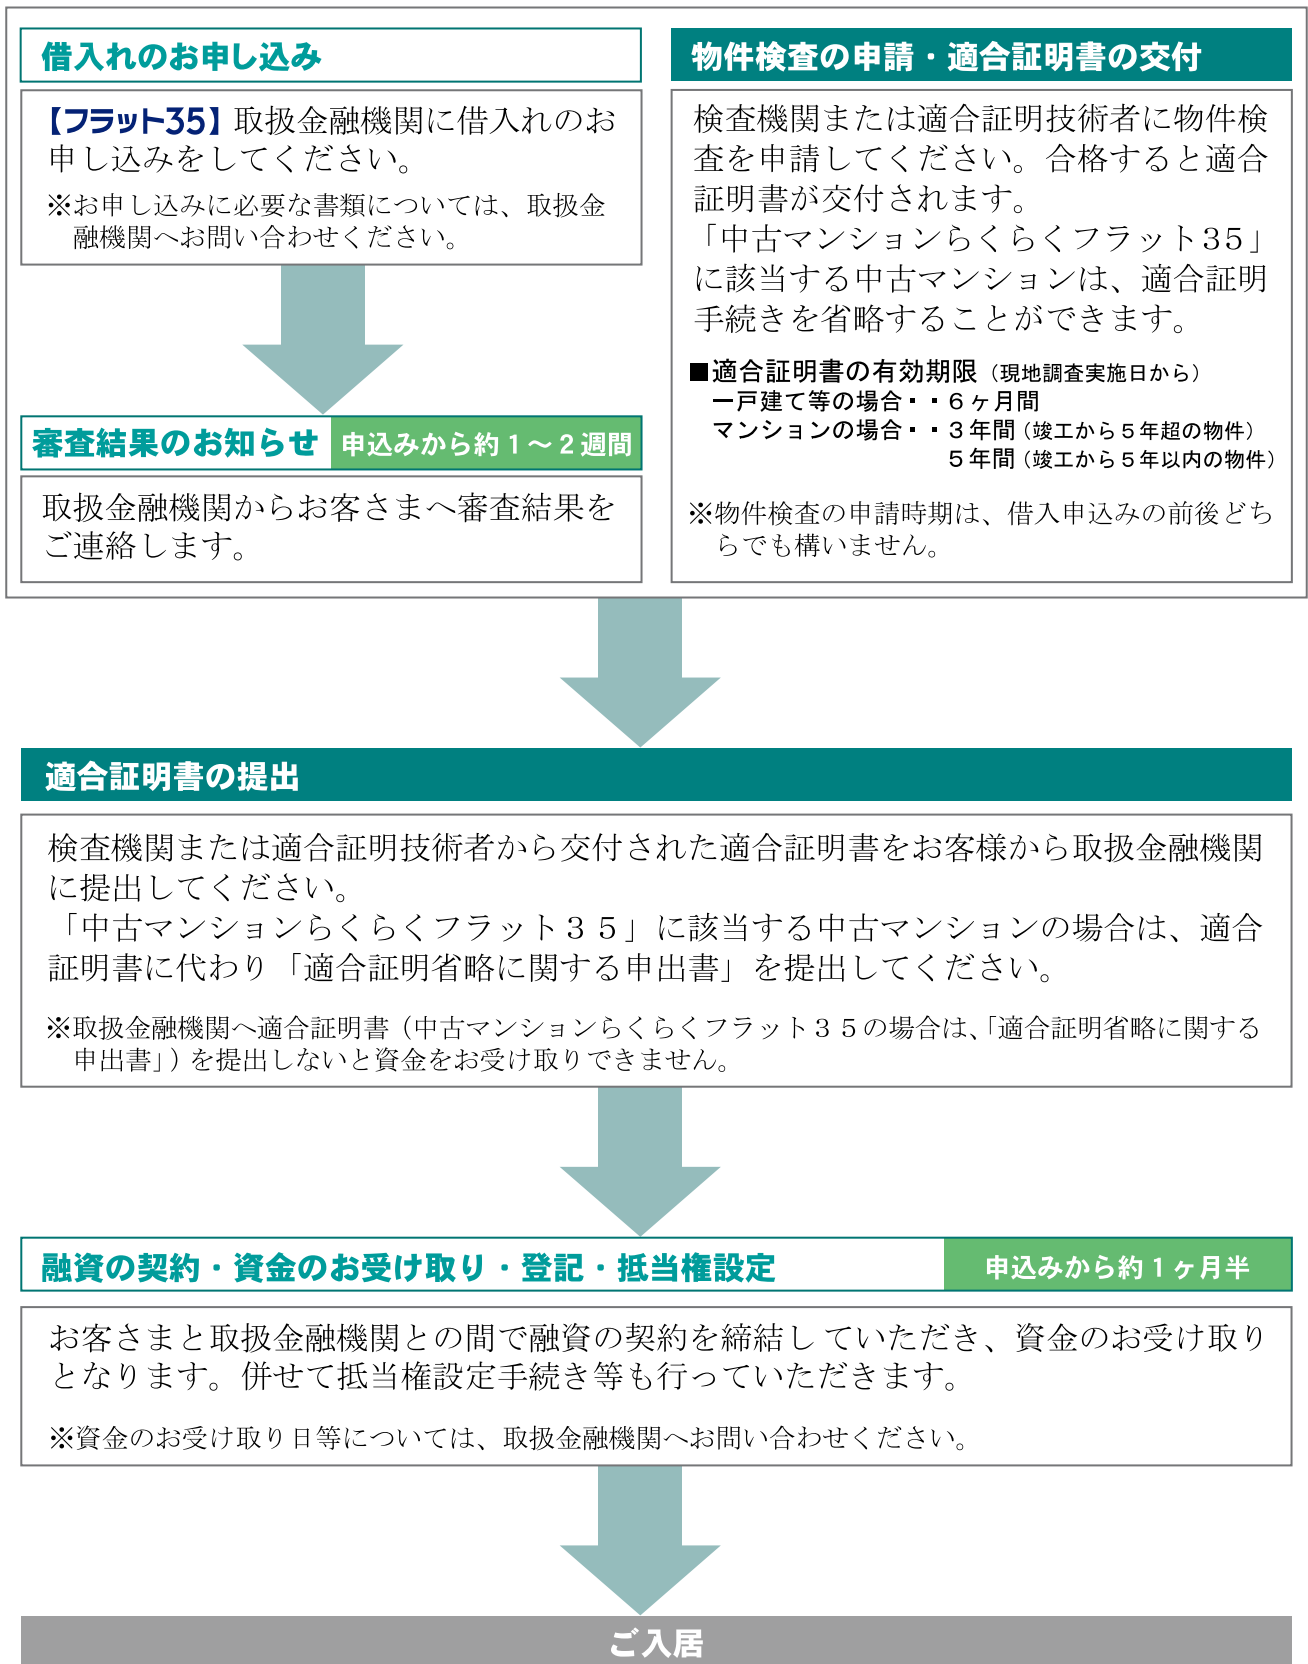 借入れのお申し込み
【フラット35】取扱金融機関に借入れのお
申し込みをしてください。
※お申し込みに必要な書類については、取扱金
融機関へお問い合わせください。
審査結果のお知らせ 申込みから約1～2週間
取扱金融機関からお客さまへ審査結果を
ご連絡します。
物件検査の申請・適合証明書の交付
検査機関または適合証明技術者に物件検
査を申請してください。合格すると適合
証明書が交付されます。
「中古マンションらくらくフラット35」
に該当する中古マンションは、適合証明
手続きを省略することができます。
■適合証明書の有効期限（現地調査実施日から）
一戸建て等の場合・・6ヶ月間
マンションの場合・・3年間（竣工から5年超の物件）
5年間（竣工から5年以内の物件）
※物件検査の申請時期は、借入申込みの前後どち
らでも構いません。
適合証明書の提出
検査機関または適合証明技術者から交付された適合証明書をお客様から取扱金融機関
に提出してください。
「中古マンションらくらくフラット３５」に該当する中古マンションの場合は、適合
証明書に代わり「適合証明省略に関する申出書」を提出してください。
※取扱金融機関へ適合証明書（中古マンションらくらくフラット３５の場合は、「適合証明省略に関する
申出書」）を提出しないと資金をお受け取りできません。
融資の契約・資金のお受け取り・登記・抵当権設定 申込みから約1ヶ月半
お客さまと取扱金融機関との間で融資の契約を締結していただき、資金のお受け取り
となります。併せて抵当権設定手続き等も行っていただきます。
※資金のお受け取り日等については、取扱金融機関へお問い合わせください。
ご入居